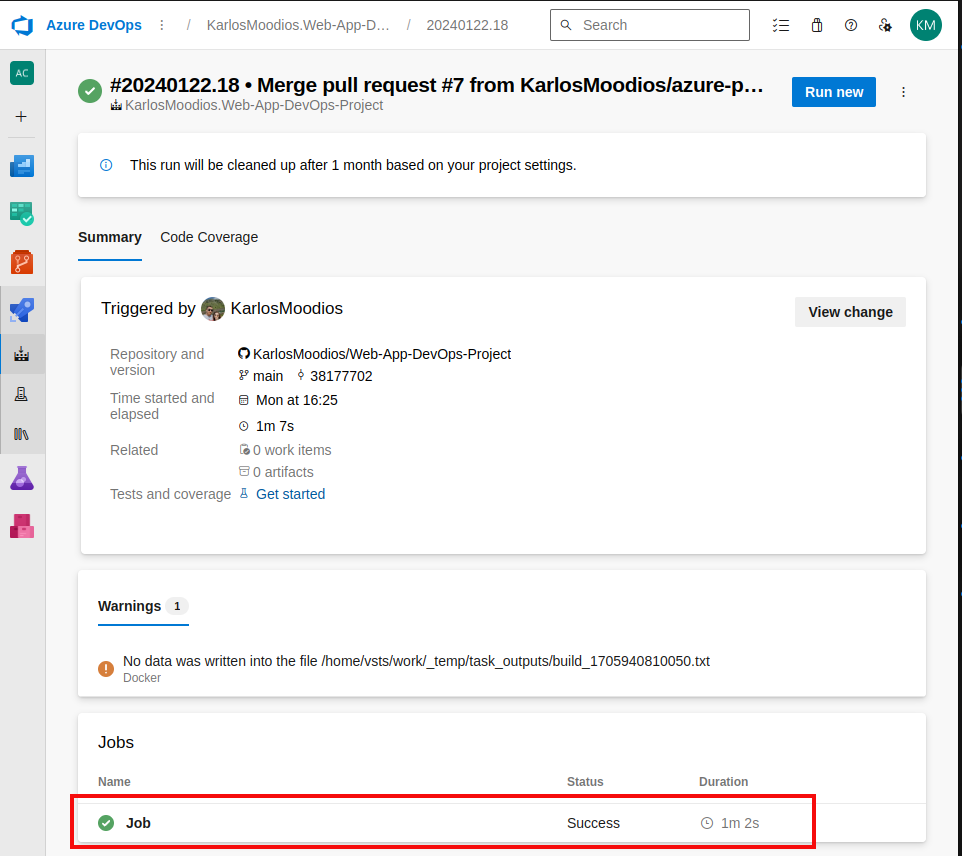 Azure DevOps / KarlosMoodios.Web-App-D… / 20240122.18 Search KM
AC
#20240122.18 • Merge pull request #7 from KarlosMoodios/azure-p… Run new
KarlosMoodios.Web-App-DevOps-Project
This run will be cleaned up after 1 month based on your project settings.
Summary Code Coverage
Triggered by KarlosMoodios View change
Repository and version
KarlosMoodios/Web-App-DevOps-Project
main 38177702
Time started and elapsed
Mon at 16:25
1m 7s
Related
0 work items
0 artifacts
Tests and coverage Get started
Warnings 1
No data was written into the file /home/vsts/work/_temp/task_outputs/build_1705940810050.txt
Docker
Jobs
Name Status Duration
Job Success 1m 2s